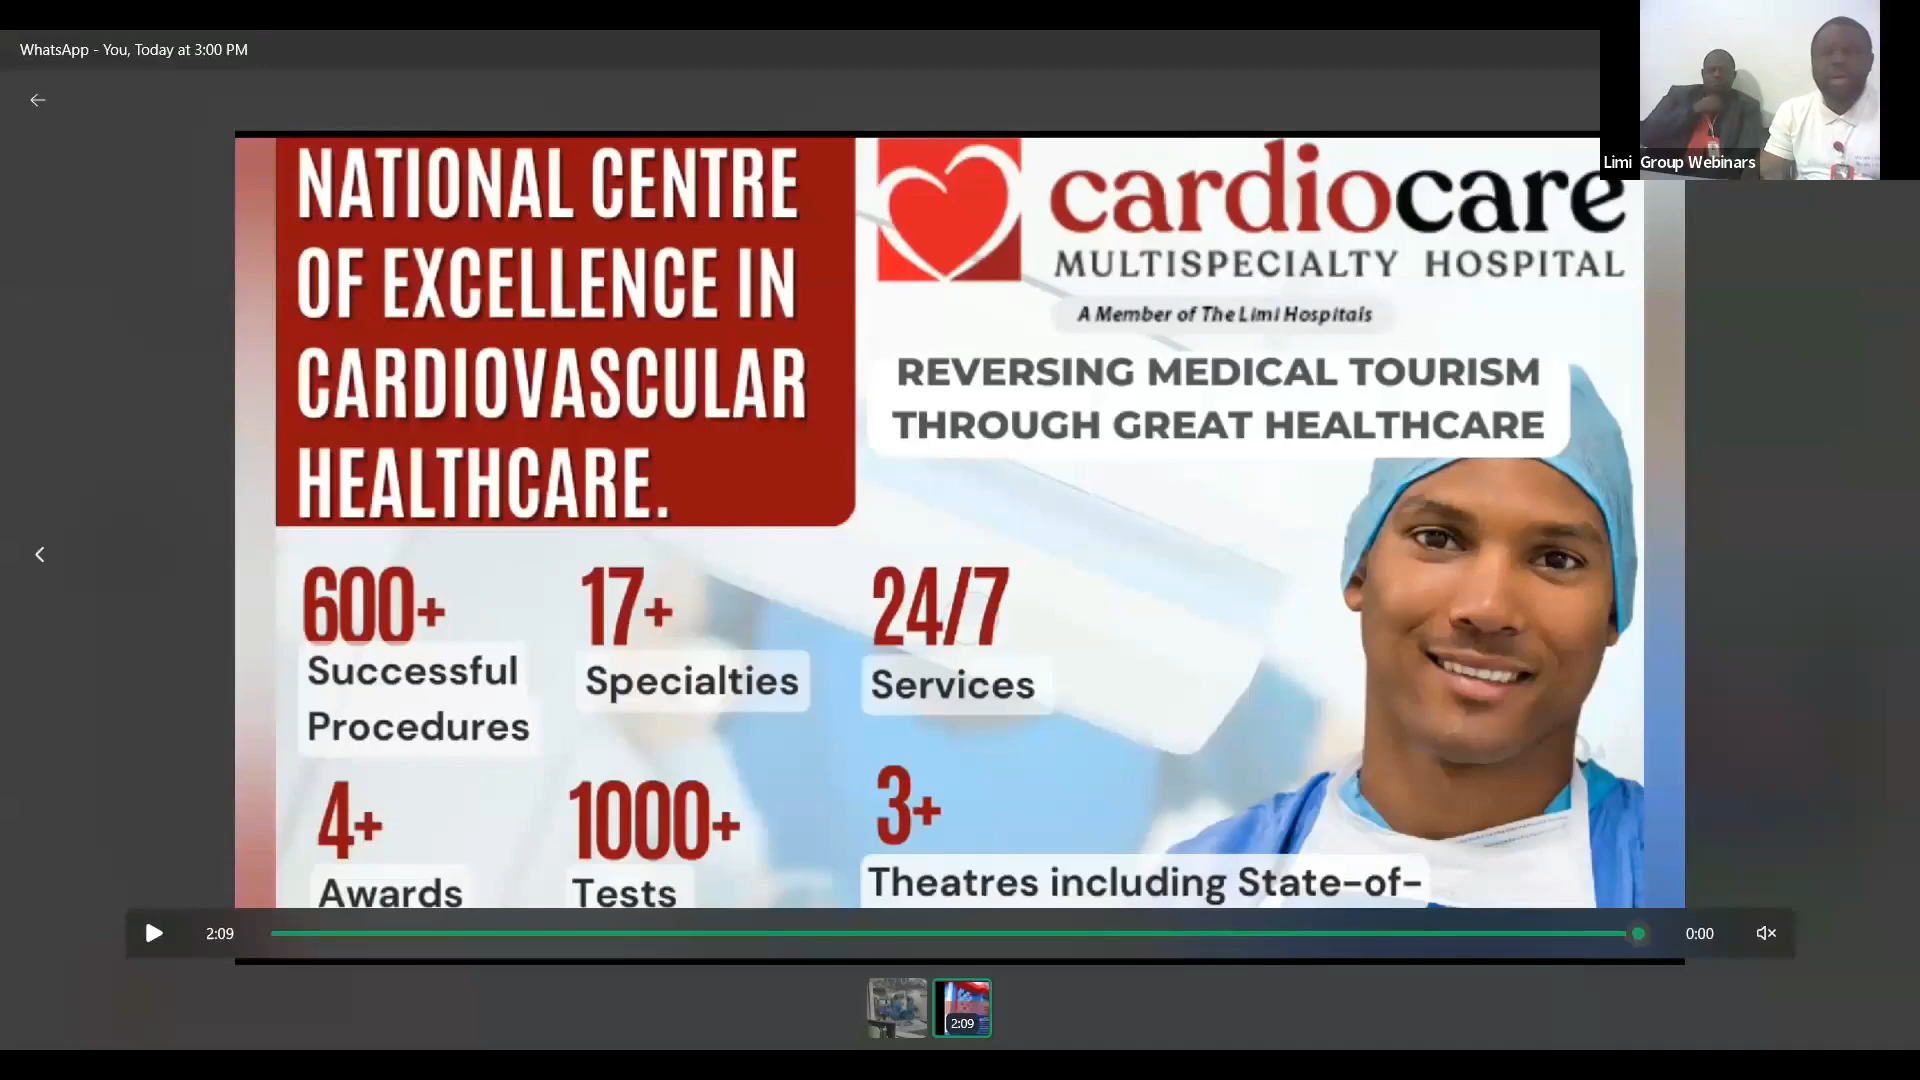 WhatsApp - You, Today at 3:00 PM
Limi Group Webinars
NATIONAL CENTRE
OF EXCELLENCE IN
CARDIOVASCULAR
HEALTHCARE.
cardiocare
MULTISPECIALTY HOSPITAL
A Member of The Limi Hospitals
REVERSING MEDICAL TOURISM
THROUGH GREAT HEALTHCARE
600+
Successful
Procedures
17+
Specialties
24/7
Services
4+
Awards
1000+
Tests
3+
Theatres including State-of-
2:09
0:00
2:09